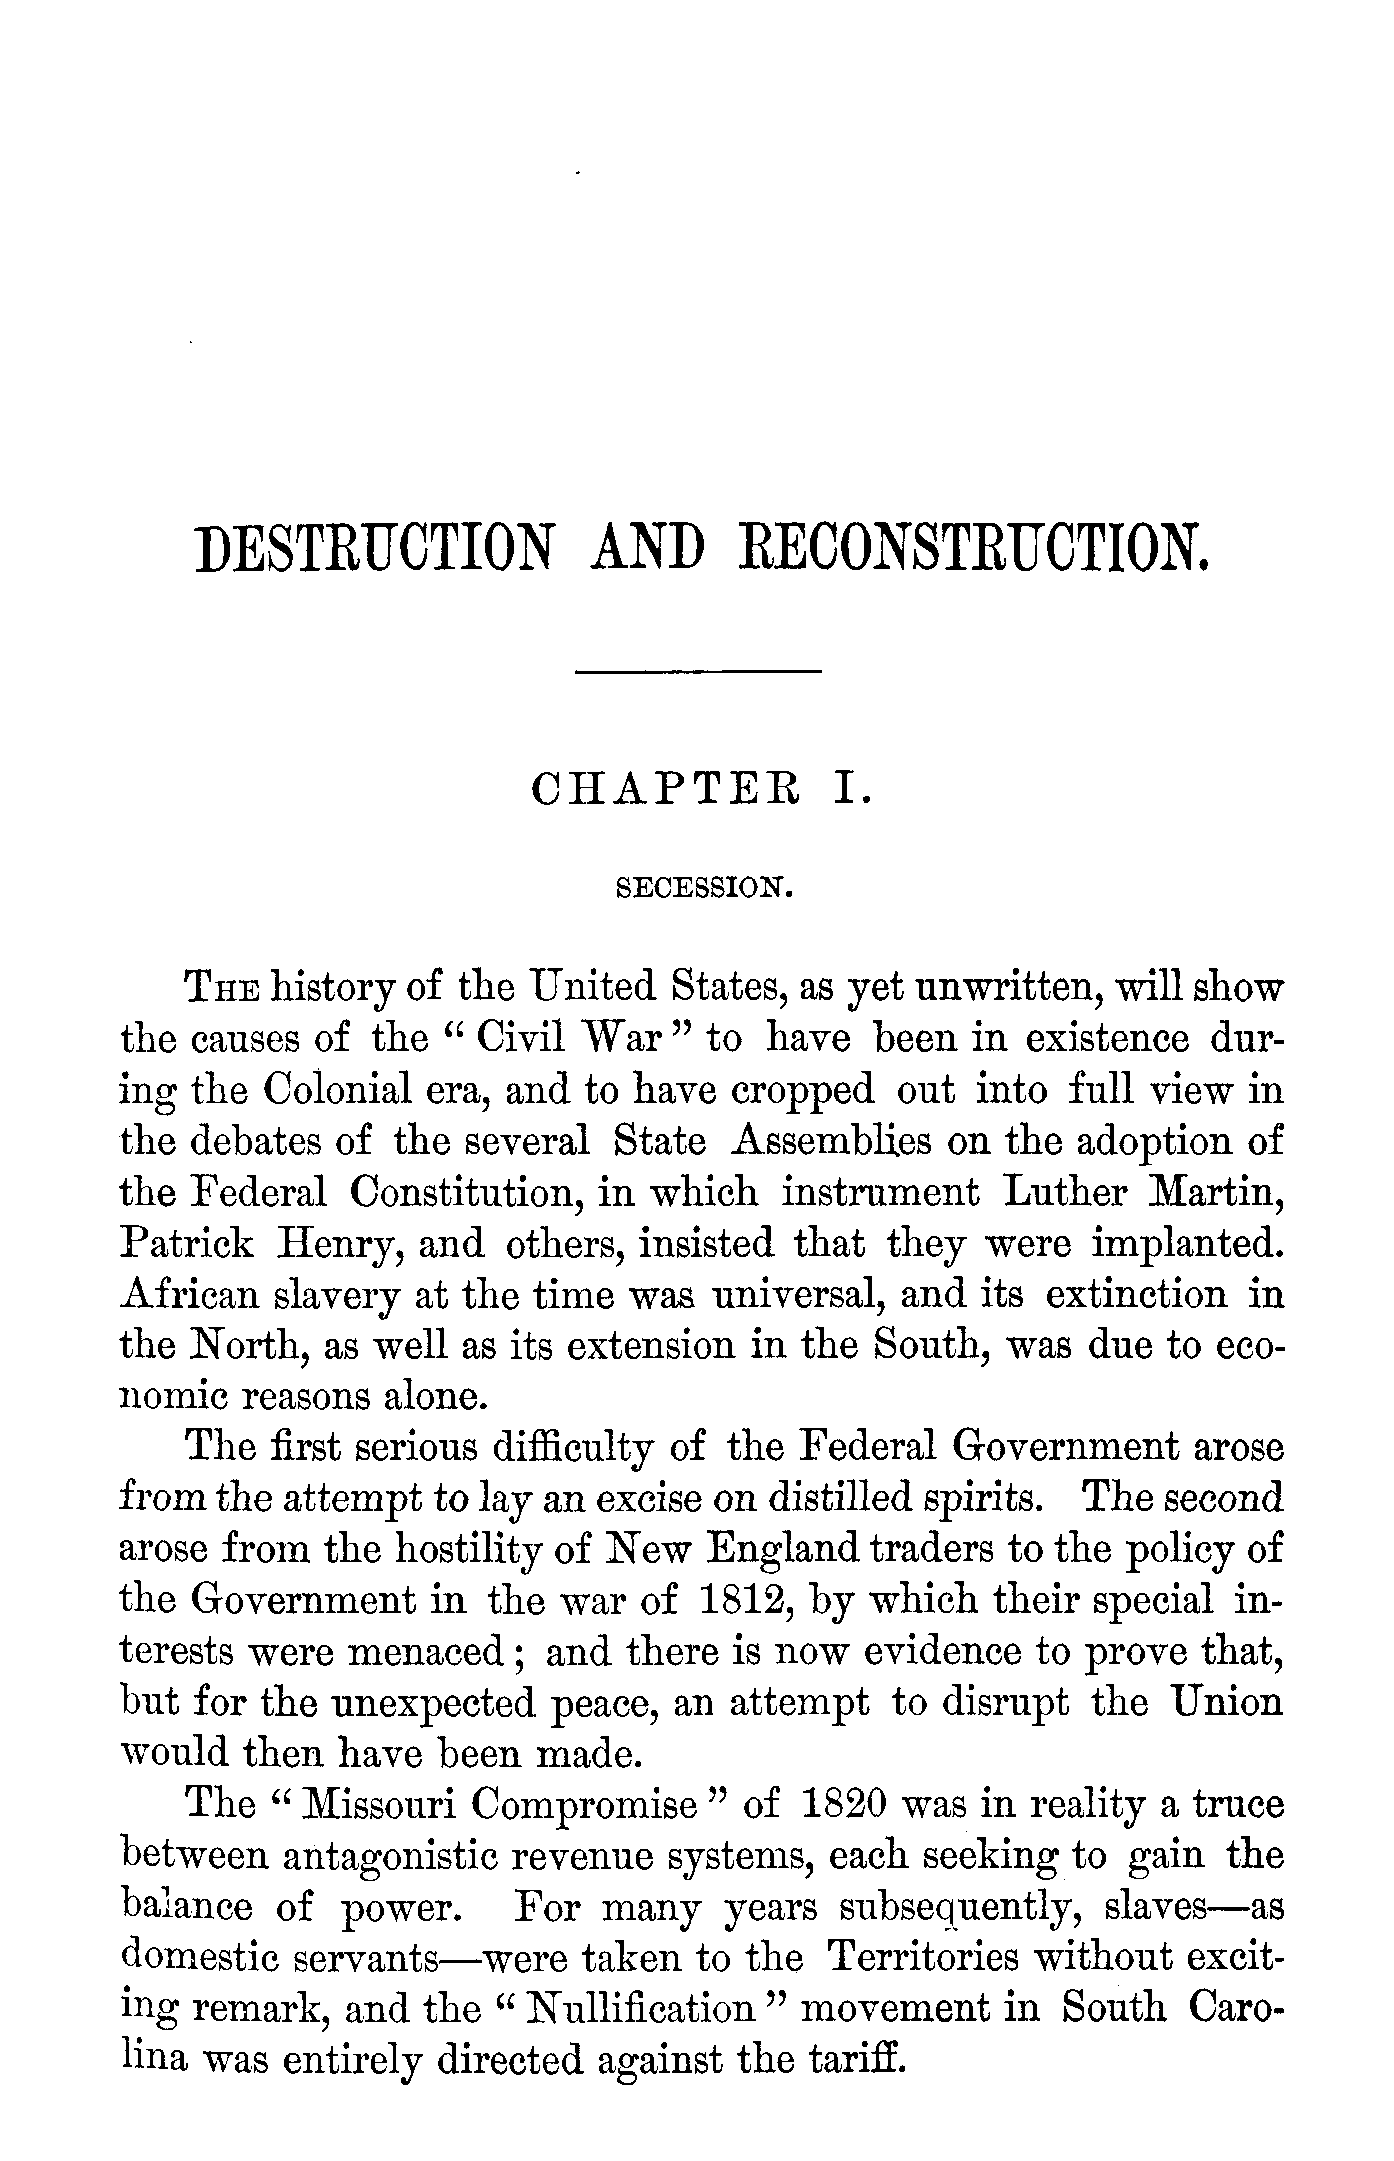 DESTRUCTION AND RECONSTRUCTION.
CHAPTER I.
SECESSION.
THE history of the United States, as yet unwritten, will show
the causes of the “ Civil War ” to have been in existence dur-
ing the Colonial era, and to have cropped out into full view in
the debates of the several State Assemblies on the adoption of
the Federal Constitution, in which instrument Luther Martin,
Patrick Henry, and others, insisted that they were implanted.
African slavery at the time was universal, and its extinction in
the North, as well as its extension in the South, was due to eco-
nomic reasons alone.
The first serious difficulty of the Federal Government arose
from the attempt to lay an excise on distilled spirits. The second
arose from the hostility of New England traders to the policy of
the Government in the war of 1812, by which their special in-
terests were menaced ; and there is now evidence to prove that,
but for the unexpected peace, an attempt to disrupt the Union
would then have been made.
The “ Missouri Compromise ” of 1820 was in reality a truce
between antagonistic revenue systems, each seeking to gain the
balance of power. For many years subsequently, slaves—as
domestic servants—were taken to the Territories without excit-
ing remark, and the “ Nullification ” movement in South Caro-
lina was entirely directed against the tariff.